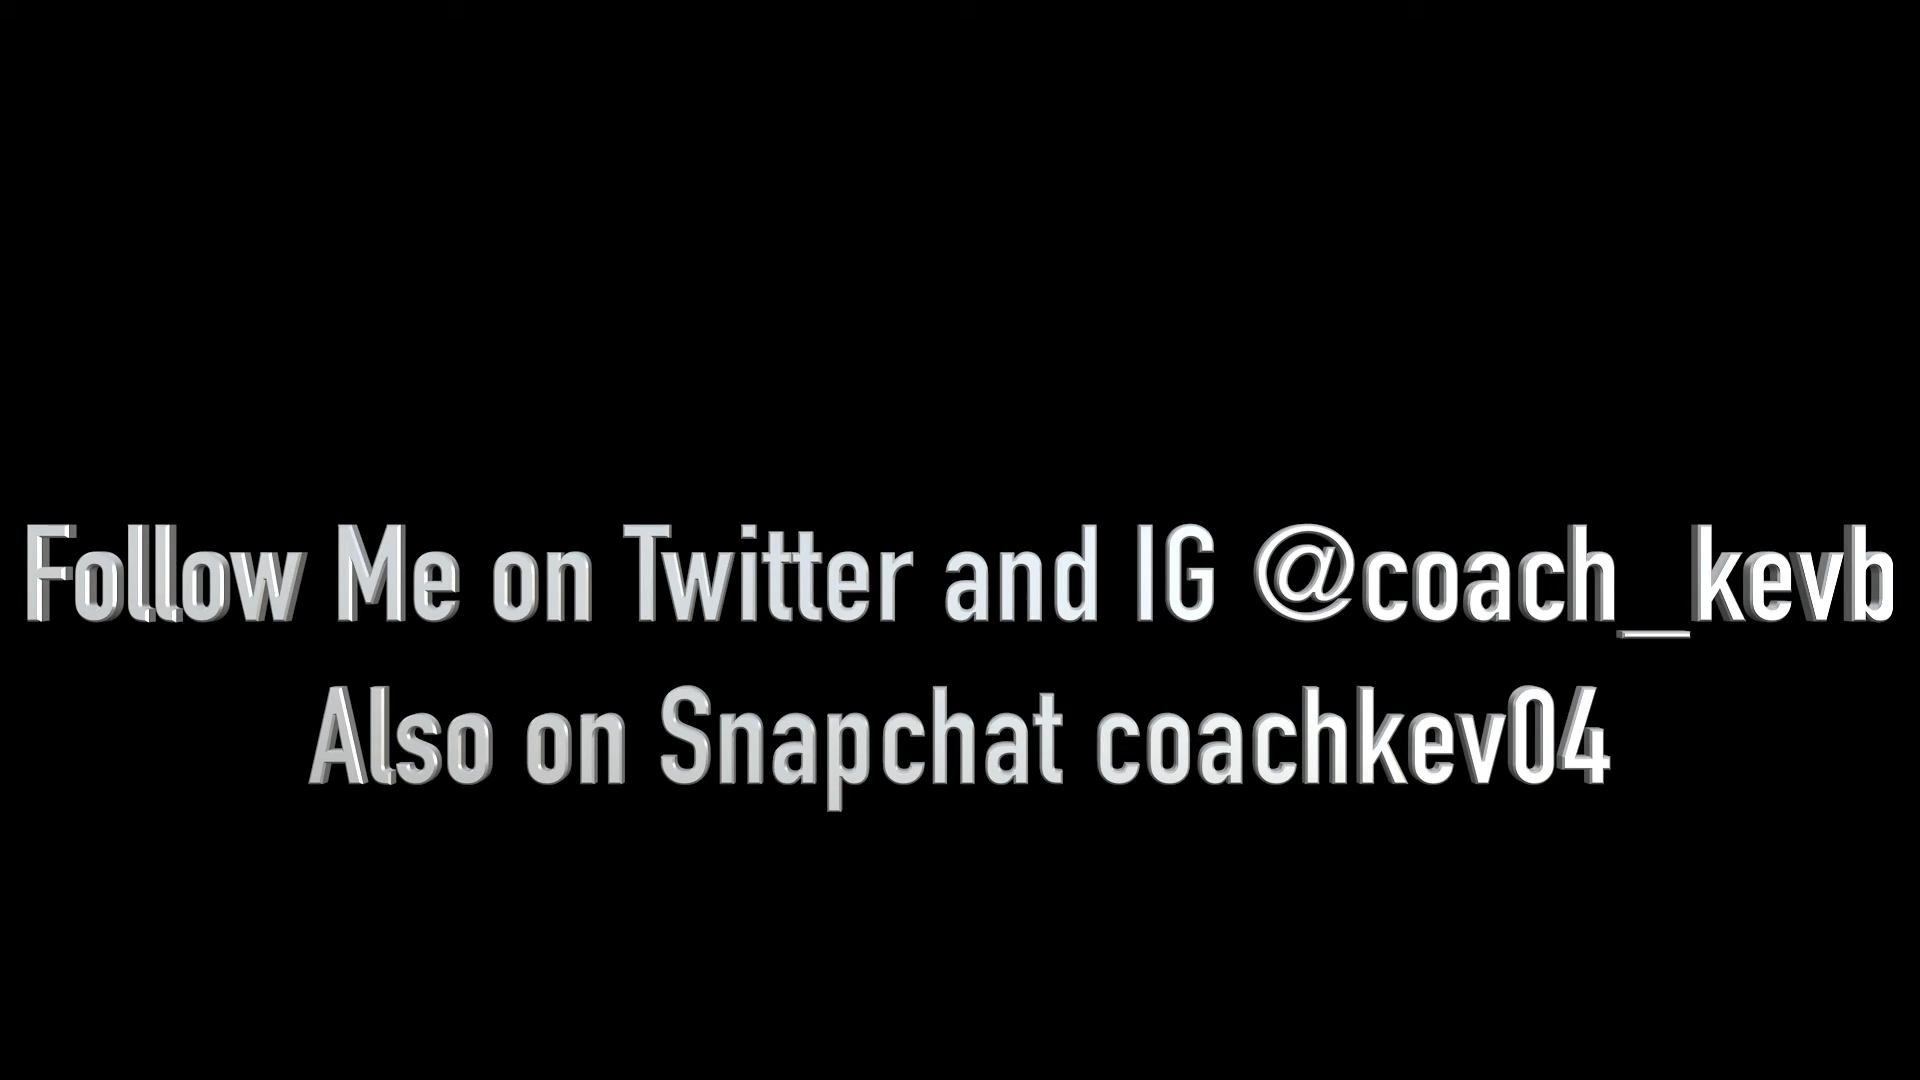 Follow Me on Twitter and IG @coach_kevb
Also on Snapchat coachkev04